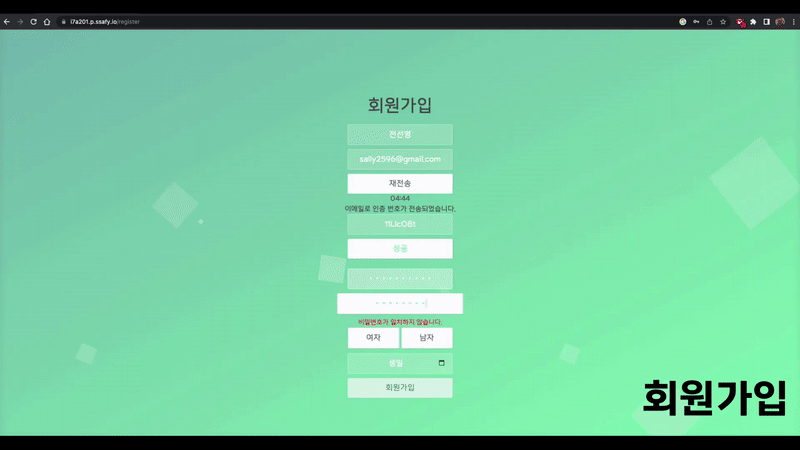 i7a201.p.ssafy.io/register
회원가입
전선명
sally2596@gmail.com
재전송
04:44
이메일로 인증 번호가 전송되었습니다.
성공
비밀번호가 일치하지 않습니다.
여자 남자
생일
회원가입
회원가입